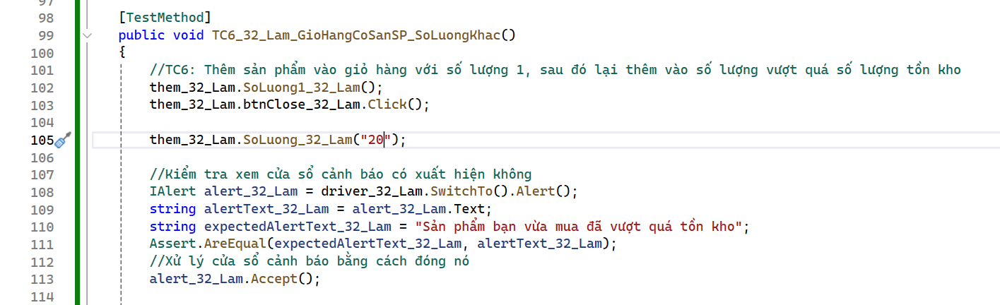 97
98 [TestMethod]
99 public void TC6_32_Lam_GioHangCoSanSP_SoLuongKhac()
100 {
101 //TC6: Thêm sản phẩm vào giỏ hàng với số lượng 1, sau đó lại thêm vào số lượng vượt quá số lượng tồn kho
102 them_32_Lam.SoLuong1_32_Lam();
103 them_32_Lam.btnClose_32_Lam.Click();
104
105 them_32_Lam.SoLuong_32_Lam("20");
106
107 //Kiểm tra xem cửa sổ cảnh báo có xuất hiện không
108 IAlert alert_32_Lam = driver_32_Lam.SwitchTo().Alert();
109 string alertText_32_Lam = alert_32_Lam.Text;
110 string expectedAlertText_32_Lam = "Sản phẩm bạn vừa mua đã vượt quá tồn kho";
111 Assert.AreEqual(expectedAlertText_32_Lam, alertText_32_Lam);
112 //Xử lý cửa sổ cảnh báo bằng cách đóng nó
113 alert_32_Lam.Accept();
114